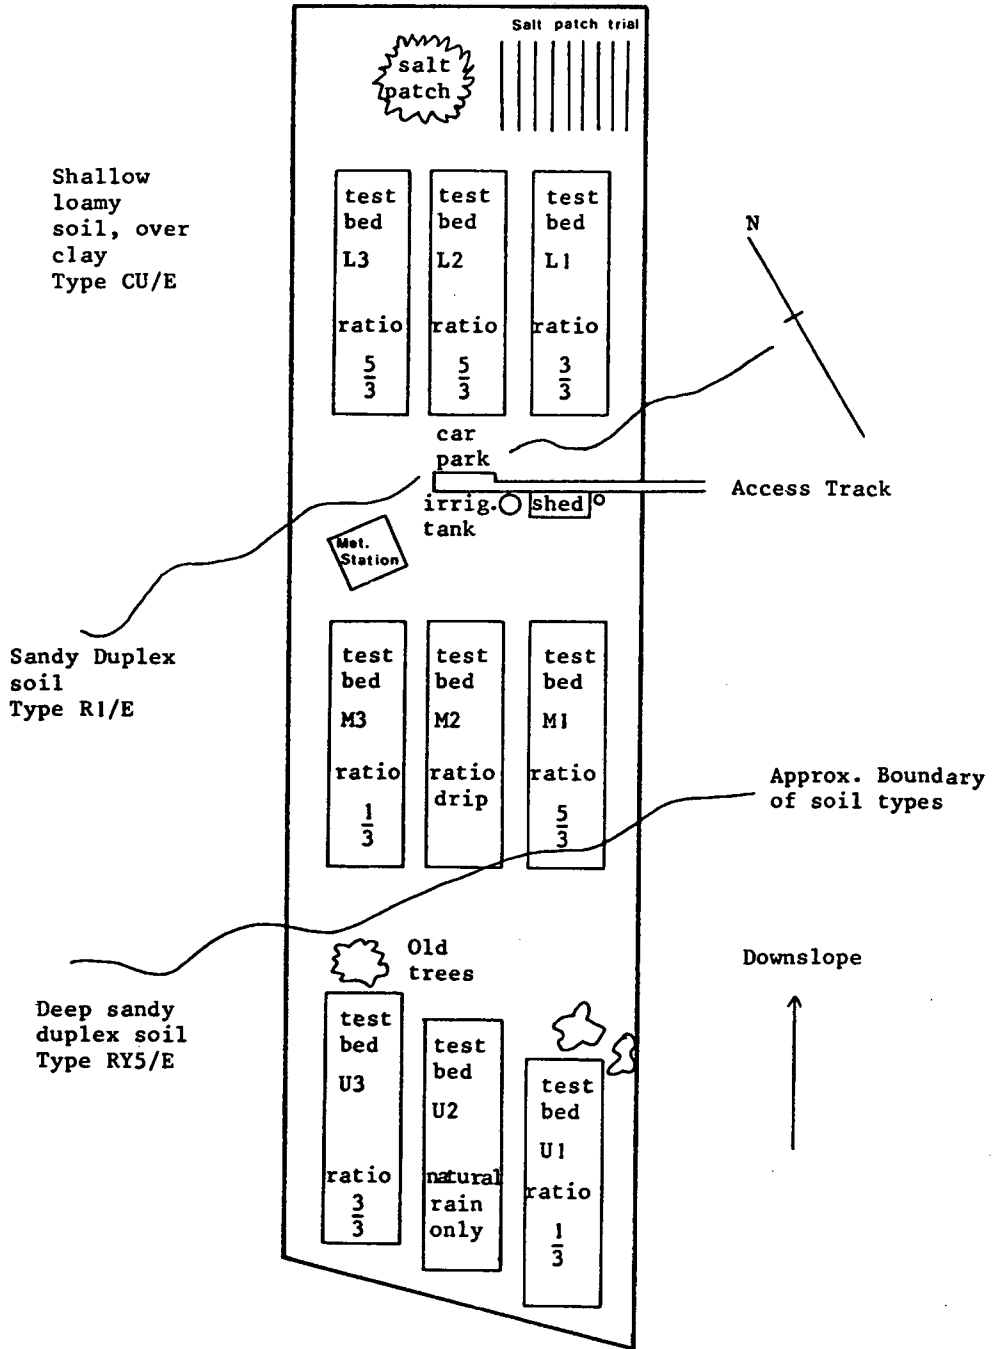 Salt patch trial
salt
patch
Shallow
loamy
soil, over
clay
Type CU/E
test
bed
L3
ratio
5
3
test
bed
L2
ratio
5
3
test
bed
L1
ratio
3
3
N
car
park
Access Track
irrig.
tank
shed
Met.
Station
Sandy Duplex
soil
Type R1/E
test
bed
M3
ratio
1
3
test
bed
M2
ratio
drip
test
bed
M1
ratio
5
3
Approx. Boundary
of soil types
Old
trees
Downslope
Deep sandy
duplex soil
Type RY5/E
test
bed
U3
ratio
3
3
test
bed
U2
natural
rain
only
test
bed
U1
ratio
1
3